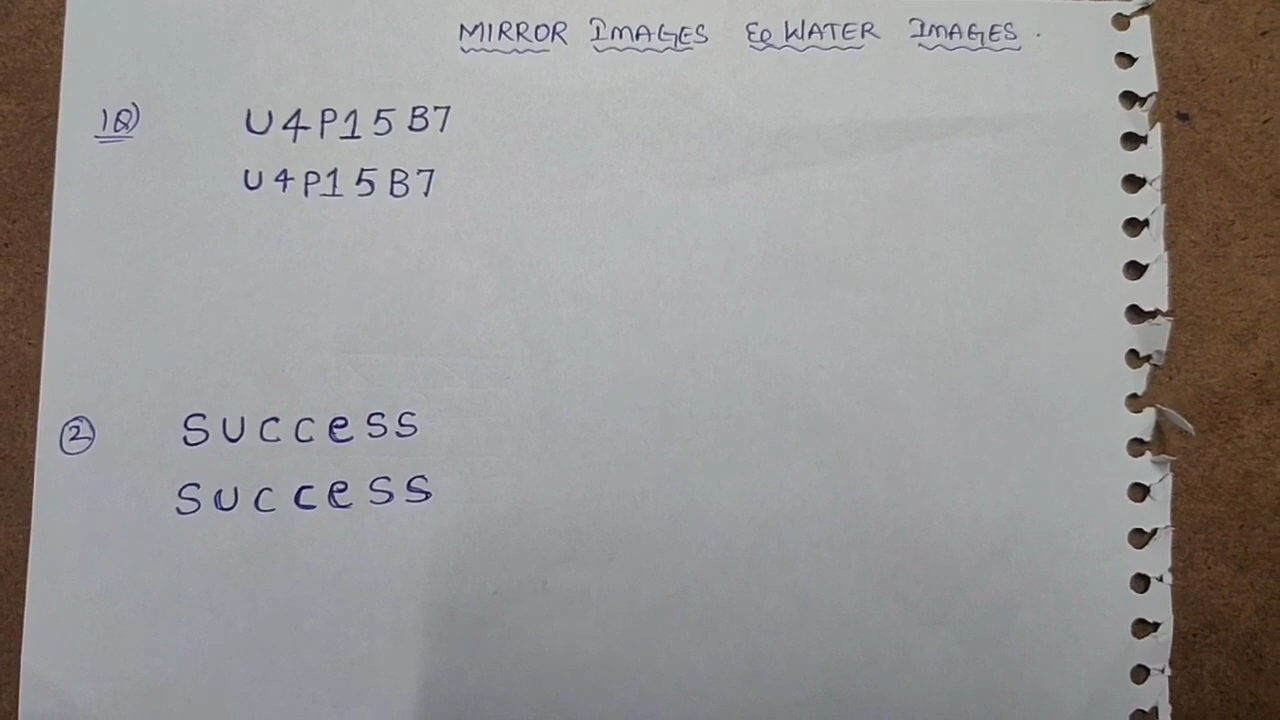 MIRROR IMAGES & WATER IMAGES.
1Q) U4P15B7
U4P15B7
2 success
success